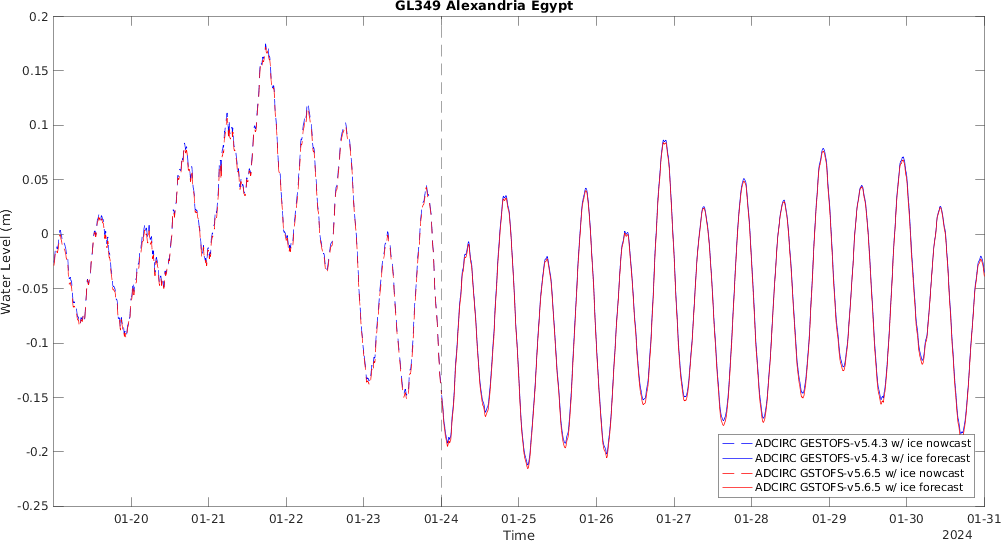 GL349 Alexandria Egypt
0.2
0.15
0.1
0.05
0
-0.05
-0.1
-0.15
-0.2
-0.25
Water Level (m)
ADCIRC GESTOFS-v5.4.3 w/ ice nowcast
ADCIRC GESTOFS-v5.4.3 w/ ice forecast
ADCIRC GSTOFS-v5.6.5 w/ ice nowcast
ADCIRC GSTOFS-v5.6.5 w/ ice forecast
01-20 01-21 01-22 01-23 01-24 01-25 01-26 01-27 01-28 01-29 01-30 01-31
Time
2024